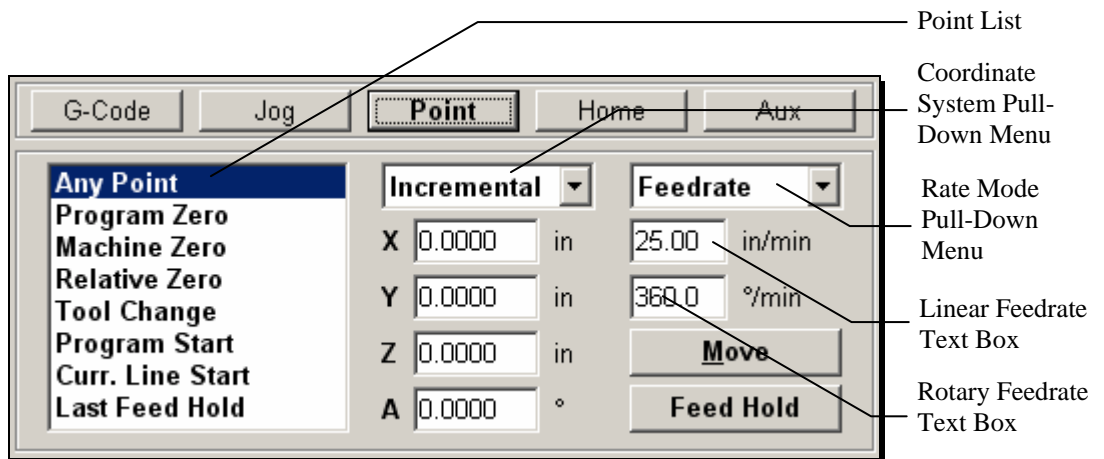 Point List
Coordinate
System Pull-
Down Menu
Rate Mode
Pull-Down
Menu
Linear Feedrate
Text Box
Rotary Feedrate
Text Box
G-Code Jog Point Home Aux
Any Point
Program Zero
Machine Zero
Relative Zero
Tool Change
Program Start
Curr. Line Start
Last Feed Hold
Incremental
X 0.0000 in
Y 0.0000 in
Z 0.0000 in
A 0.0000 °
Feedrate
25.00 in/min
360.0 °/min
Move
Feed Hold